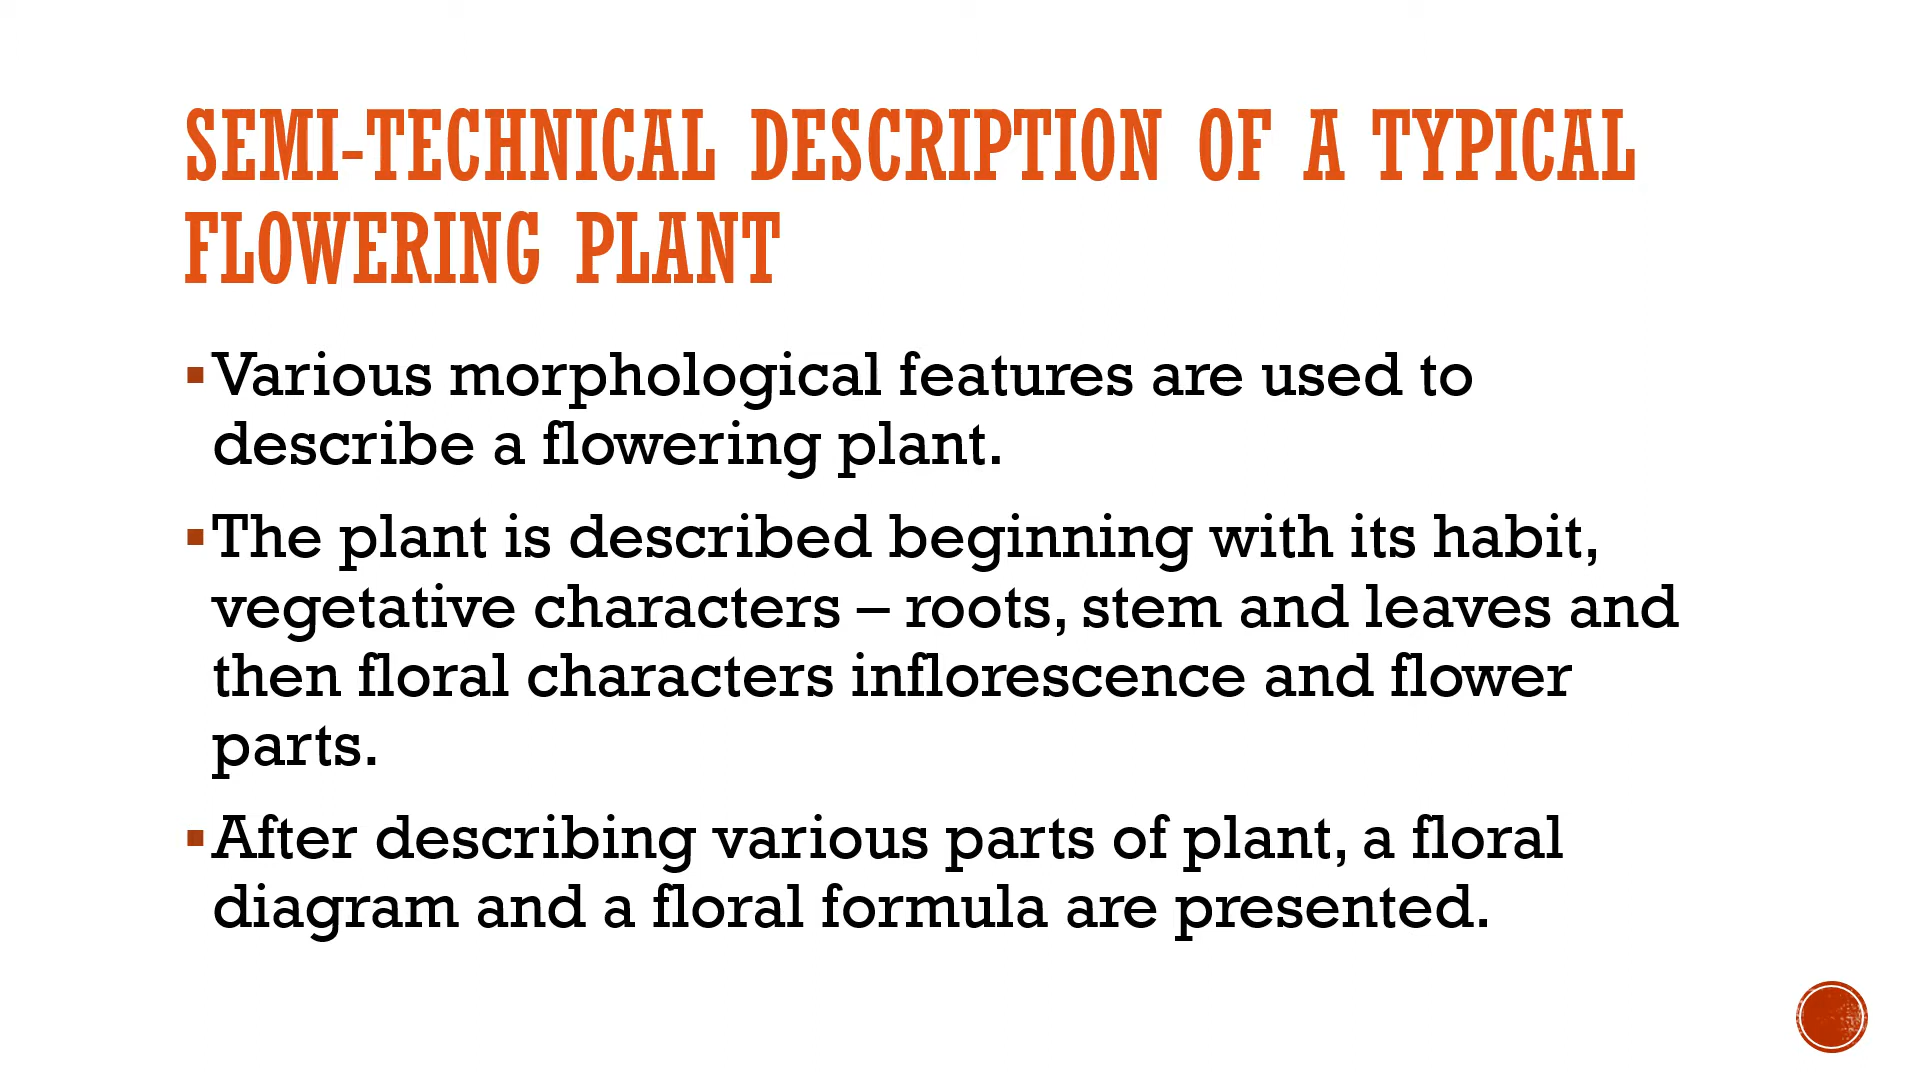 SEMI-TECHNICAL DESCRIPTION OF A TYPICAL
FLOWERING PLANT
▪Various morphological features are used to
describe a flowering plant.
▪The plant is described beginning with its habit,
vegetative characters – roots, stem and leaves and
then floral characters inflorescence and flower
parts.
▪After describing various parts of plant, a floral
diagram and a floral formula are presented.